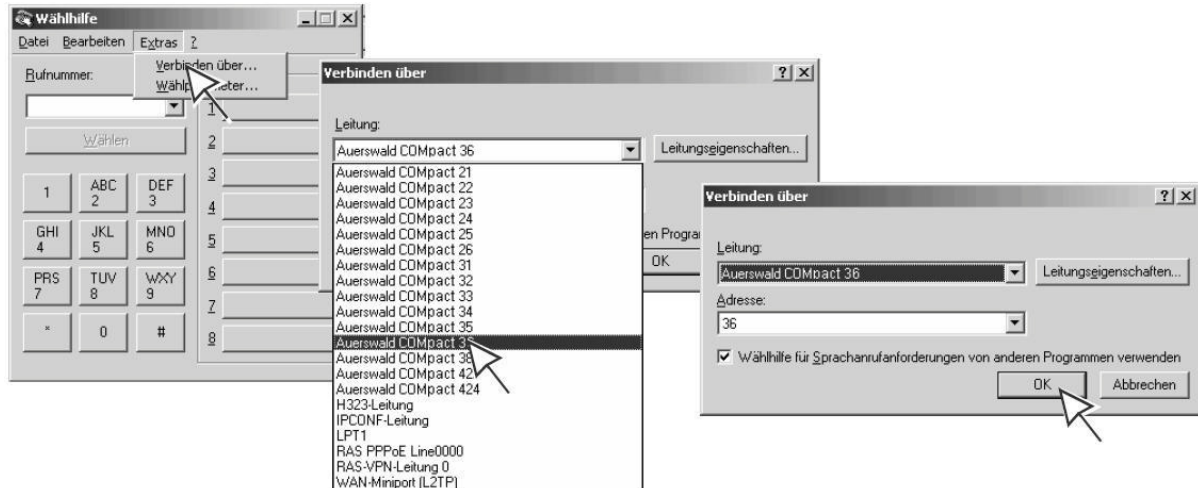 Wählhilfe
Datei Bearbeiten Extras ?
Verbinden über...
Rufnummer:
Wählen
1
ABC 2
DEF 3
GHI 4
JKL 5
MNO 6
PRS 7
TUV 8
WXY 9
*
0
#
1
2
3
4
5
6
7
8
Verbinden über
Leitung:
Auerswald COMpact 36
Leitungseigenschaften...
Auerswald COMpact 21
Auerswald COMpact 22
Auerswald COMpact 23
Auerswald COMpact 24
Auerswald COMpact 25
Auerswald COMpact 26
Auerswald COMpact 31
Auerswald COMpact 32
Auerswald COMpact 33
Auerswald COMpact 34
Auerswald COMpact 35
Auerswald COMpact
Auerswald COMpact 38
Auerswald COMpact 42
Auerswald COMpact 424
H323-Leitung
IPCONF-Leitung
LPT1
RAS PPPoE Line0000
RAS-VPN-Leitung 0
WAN-Miniport (L2TP)
en
OK
Verbinden über
Leitung:
Auerswald COMpact 36
Leitungseigenschaften...
Adresse:
36
Wählhilfe für Sprachanrufanforderungen von anderen Programmen verwenden
OK
Abbrechen